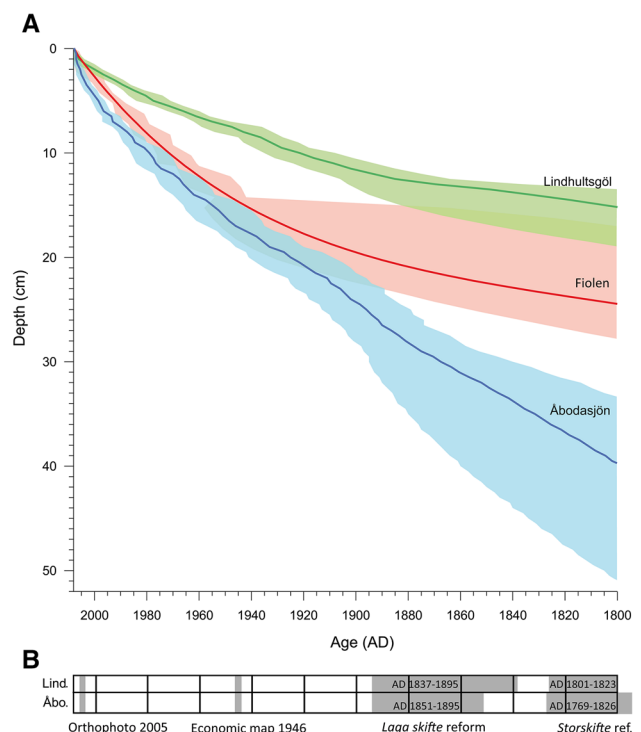 A
0
10
20
30
40
50
Depth (cm)
Lindhultsgöl
Fiolen
Åbodasjön
2000 1980 1960 1940 1920 1900 1880 1860 1840 1820 1800
Age (AD)
B
Lind. AD 1837-1895 AD 1801-1823
Åbo. AD 1851-1895 AD 1769-1826
Orthophoto 2005 Economic map 1946 Laga skifte reform Storskifte ref.